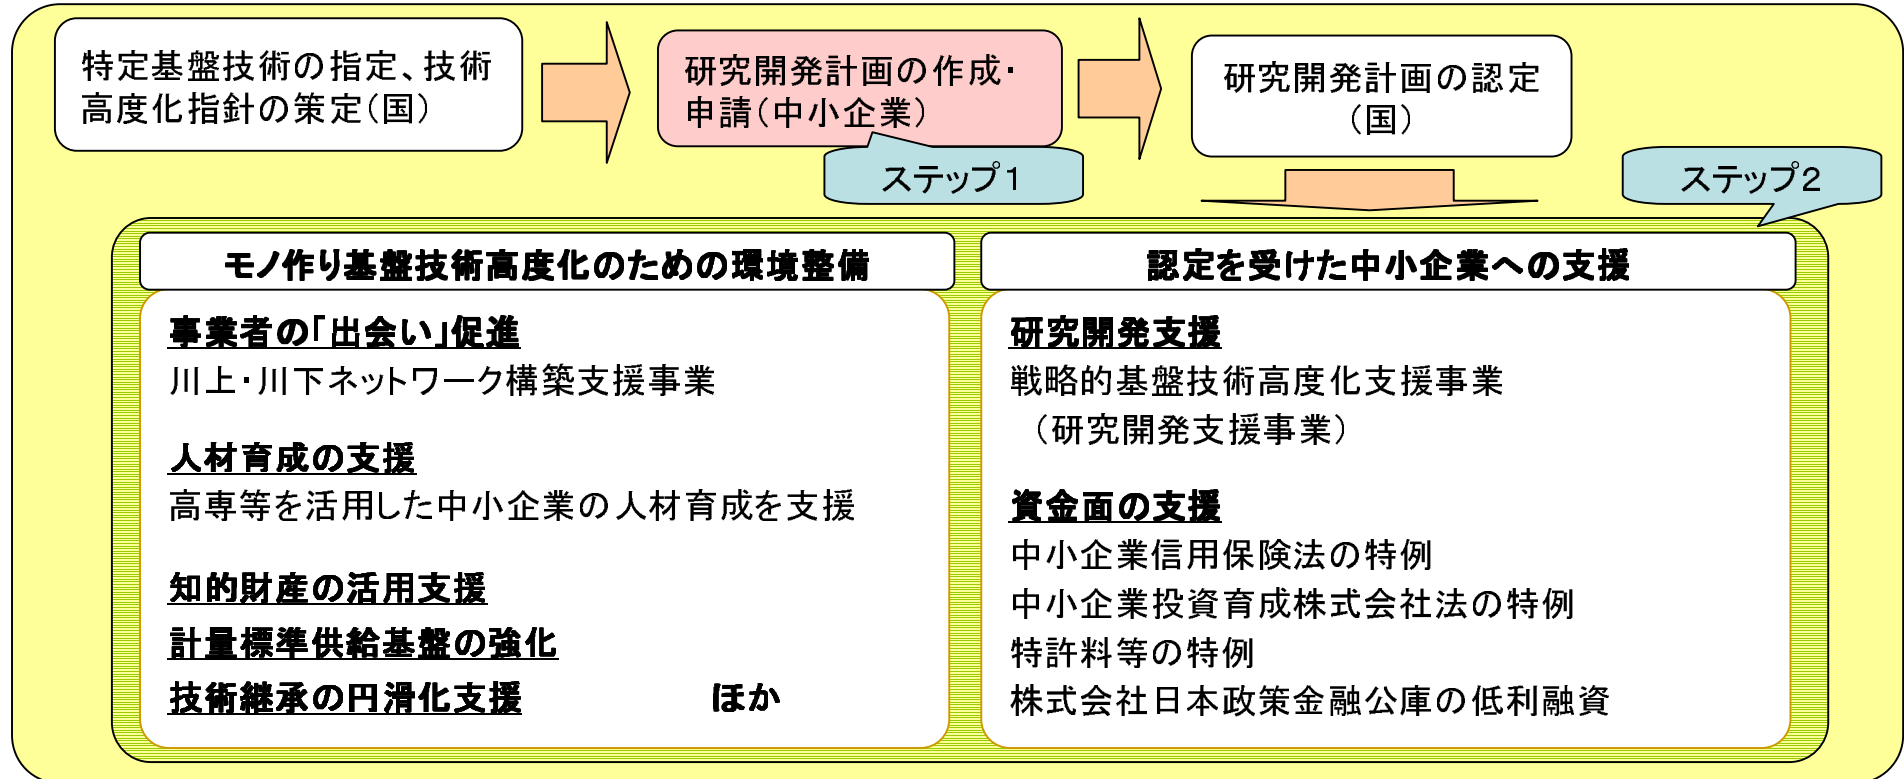 特定基盤技術の指定、技術
高度化指針の策定(国)
研究開発計画の作成・
申請(中小企業)
研究開発計画の認定
(国)
ステップ1
ステップ2
モノ作り基盤技術高度化のための環境整備
事業者の「出会い」促進
川上・川下ネットワーク構築支援事業
人材育成の支援
高専等を活用した中小企業の人材育成を支援
知的財産の活用支援
計量標準供給基盤の強化
技術継承の円滑化支援 ほか
認定を受けた中小企業への支援
研究開発支援
戦略的基盤技術高度化支援事業
(研究開発支援事業)
資金面の支援
中小企業信用保険法の特例
中小企業投資育成株式会社法の特例
特許料等の特例
株式会社日本政策金融公庫の低利融資